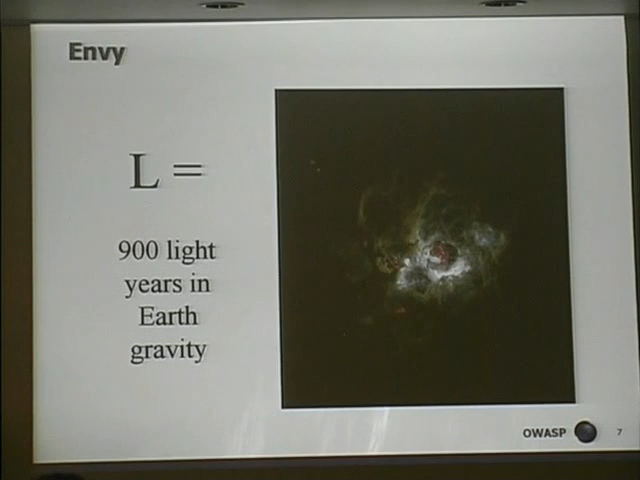 Envy
L =
900 light
years in
Earth
gravity
OWASP 7